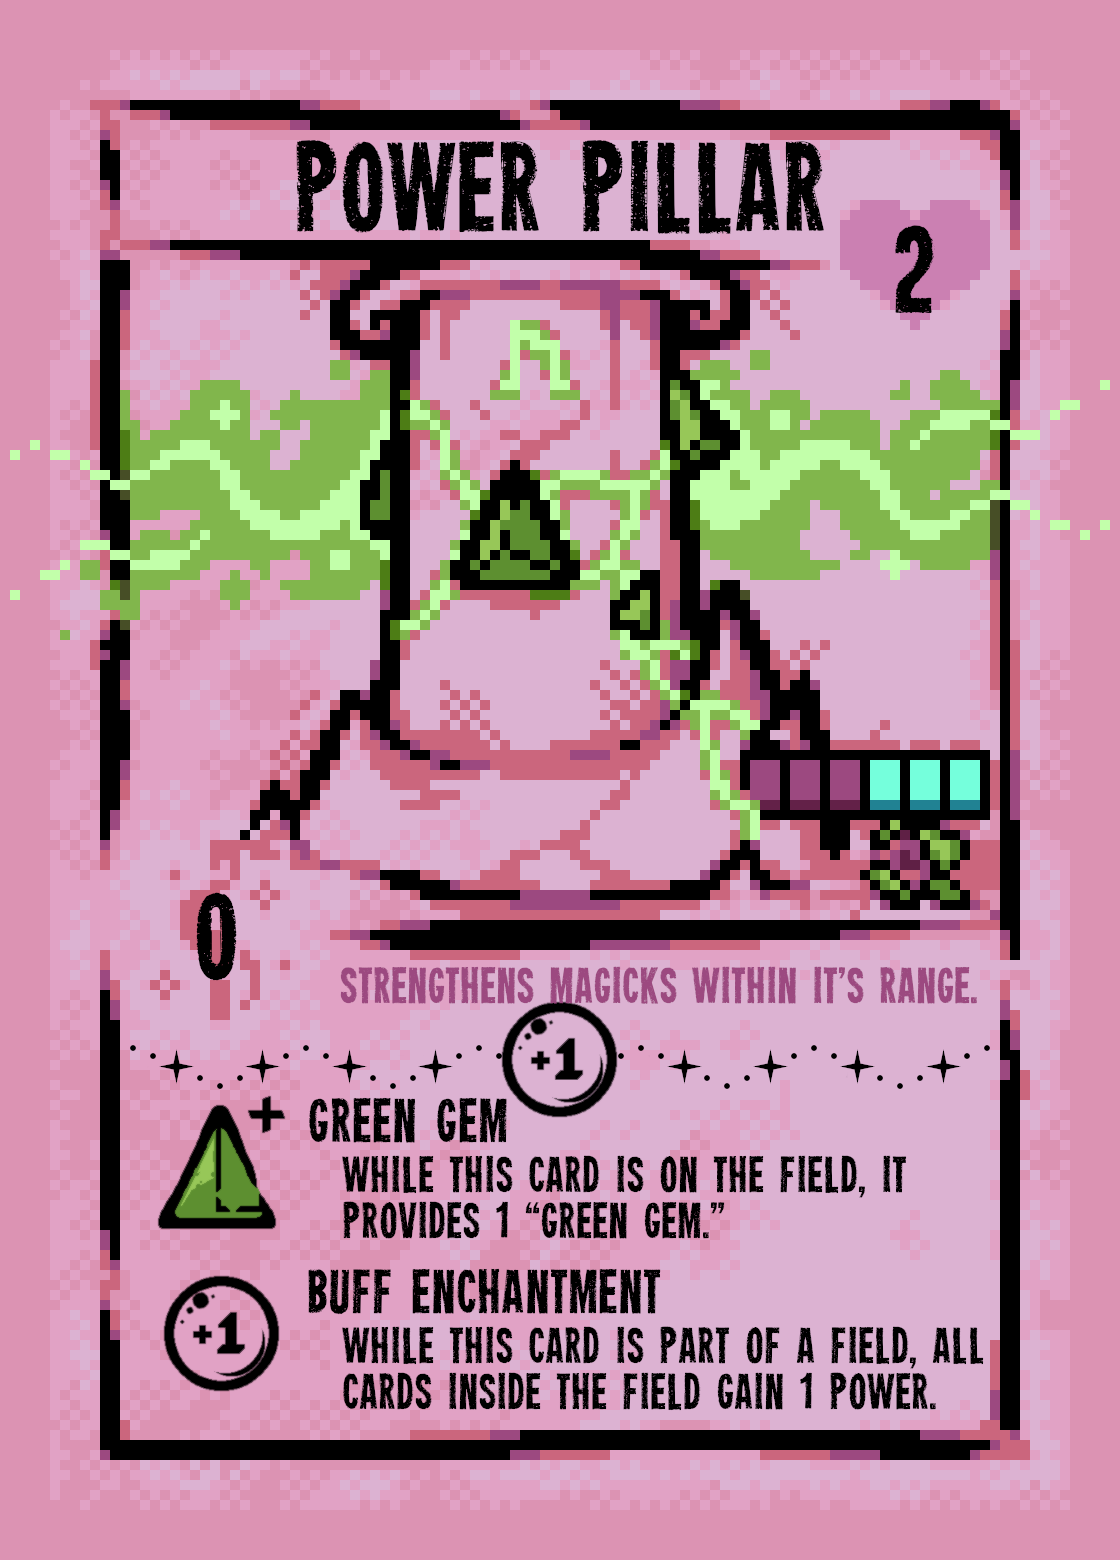 POWER PILLAR
2
0
STRENGTHENS MAGICKS WITHIN IT'S RANGE.
+1
+
GREEN GEM
WHILE THIS CARD IS ON THE FIELD, IT
PROVIDES 1 “GREEN GEM.”
BUFF ENCHANTMENT
+1
WHILE THIS CARD IS PART OF A FIELD, ALL
CARDS INSIDE THE FIELD GAIN 1 POWER.